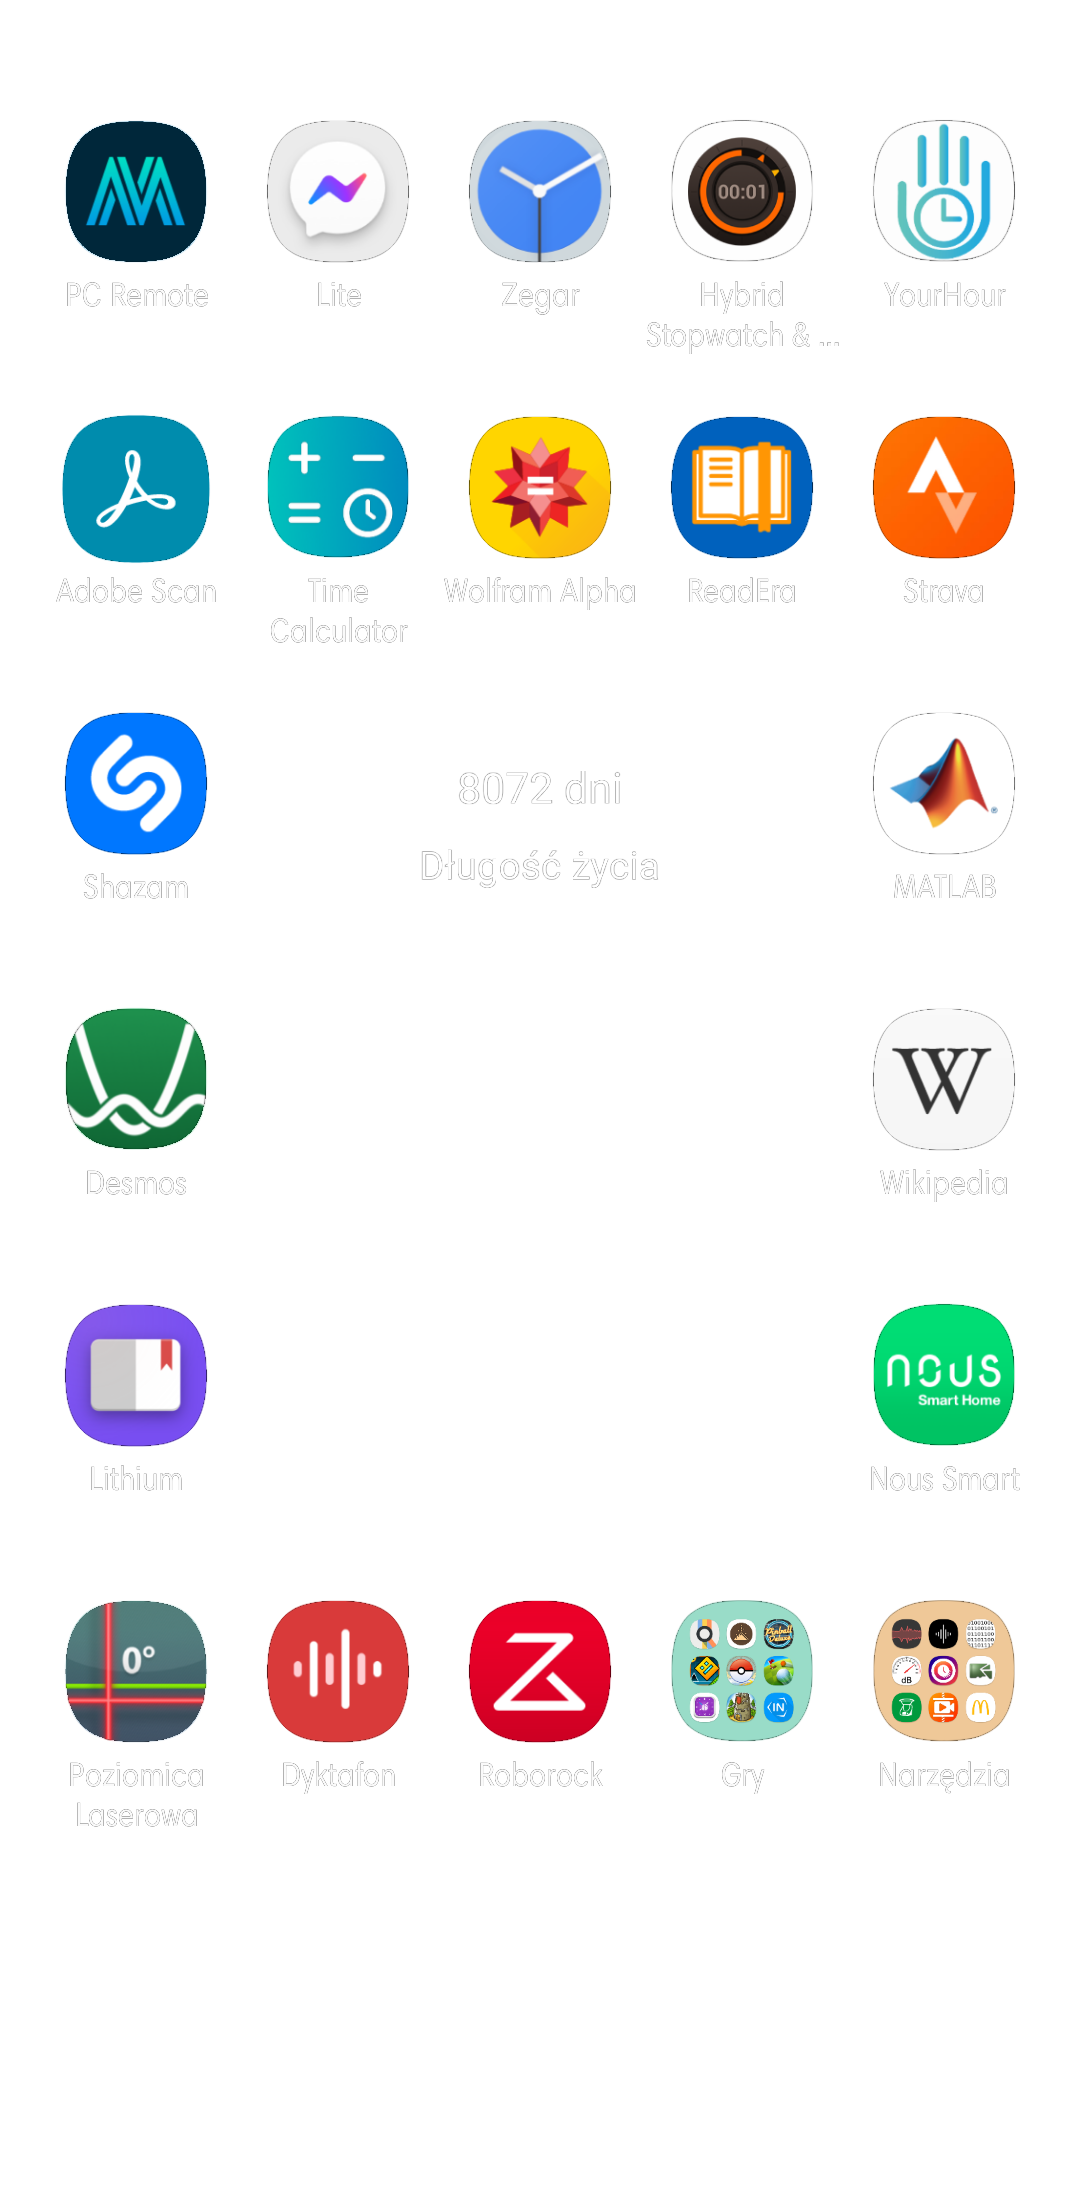 00:01
PC Remote
Lite
Zegar
Hybrid
Stopwatch & ...
YourHour
Adobe Scan
Time
Calculator
Wolfram Alpha
ReadEra
Strava
8072 dni
Długość życia
Shazam
MATLAB
W
Desmos
Wikipedia
nous
Smart Home
Lithium
Nous Smart
0°
dB
IN
Poziomica
Laserowa
Dyktafon
Roborock
Gry
Narzędzia